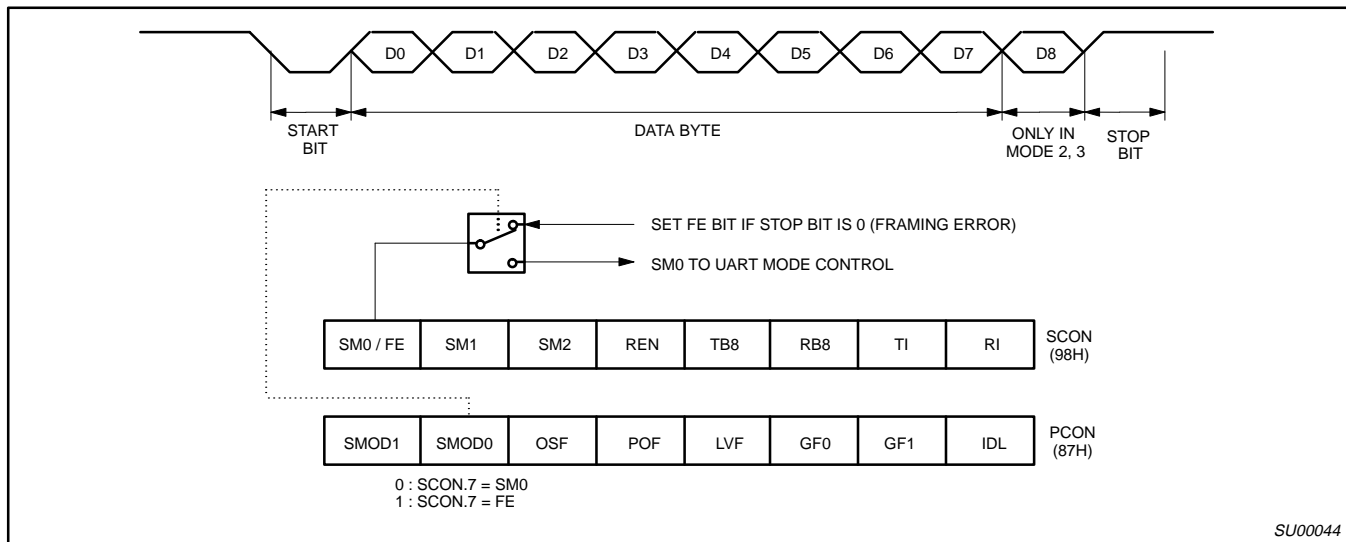 D0 D1 D2 D3 D4 D5 D6 D7 D8
START
BIT
DATA BYTE
ONLY IN
MODE 2, 3
STOP
BIT
SET FE BIT IF STOP BIT IS 0 (FRAMING ERROR)
SM0 TO UART MODE CONTROL
SM0 / FE SM1 SM2 REN TB8 RB8 TI RI
SCON
(98H)
SMOD1 SMOD0 OSF POF LVF GF0 GF1 IDL
PCON
(87H)
0 : SCON.7 = SM0
1 : SCON.7 = FE
SU00044